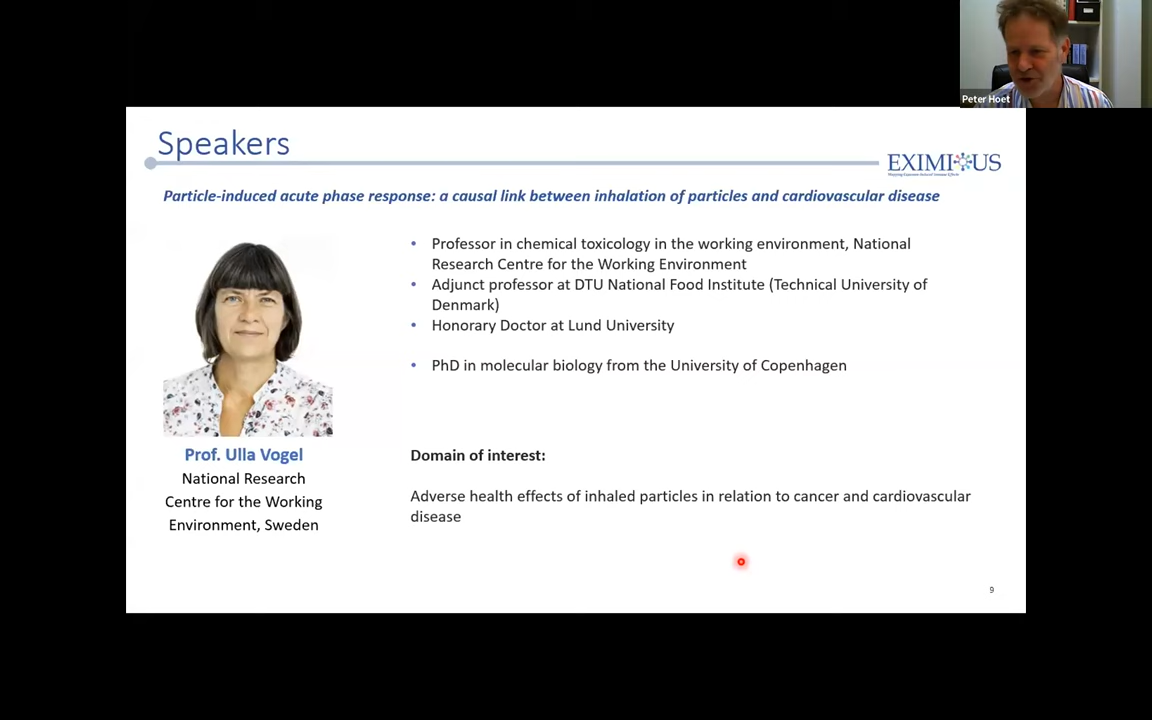 Peter Hoet
Speakers
EXIMIOUS
Particle-induced acute phase response: a causal link between inhalation of particles and cardiovascular disease
• Professor in chemical toxicology in the working environment, National
Research Centre for the Working Environment
• Adjunct professor at DTU National Food Institute (Technical University of
Denmark)
• Honorary Doctor at Lund University
• PhD in molecular biology from the University of Copenhagen
Prof. Ulla Vogel
National Research
Centre for the Working
Environment, Sweden
Domain of interest:
Adverse health effects of inhaled particles in relation to cancer and cardiovascular
disease
9